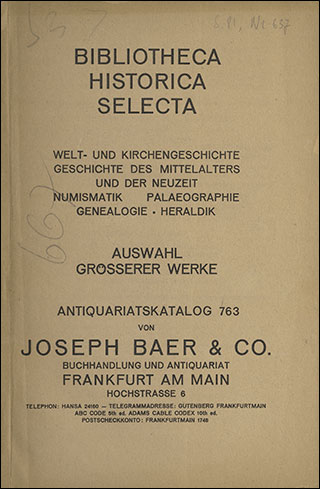 BIBLIOTHECA
HISTORICA
SELECTA
WELT- UND KIRCHENGESCHICHTE
GESCHICHTE DES MITTELALTERS
UND DER NEUZEIT
NUMISMATIK PALAEOGRAPHIE
GENEALOGIE · HERALDIK
AUSWAHL
GRÖSSERER WERKE
ANTIQUARIATSKATALOG 763
VON
JOSEPH BAER & CO.
BUCHHANDLUNG UND ANTIQUARIAT
FRANKFURT AM MAIN
HOCHSTRASSE 6
TELEPHON: HANSA 24160 — TELEGRAMMADRESSE: GUTENBERG FRANKFURTMAIN
ABC CODE 5th ed. ADAMS CABLE CODEX 10th ed.
POSTSCHECKKONTO: FRANKFURTMAIN 1746